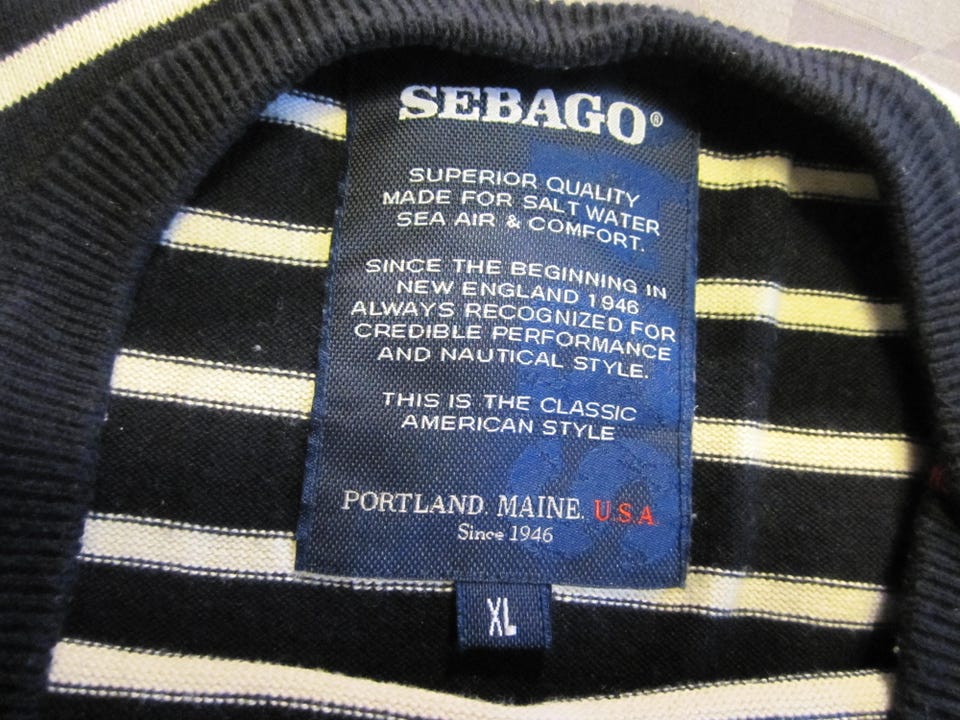 SEBAGO®
SUPERIOR QUALITY
MADE FOR SALT WATER
SEA AIR & COMFORT.
SINCE THE BEGINNING IN
NEW ENGLAND 1946
ALWAYS RECOGNIZED FOR
CREDIBLE PERFORMANCE
AND NAUTICAL STYLE.
THIS IS THE CLASSIC
AMERICAN STYLE
PORTLAND. MAINE. U.S.A.
Since 1946
XL